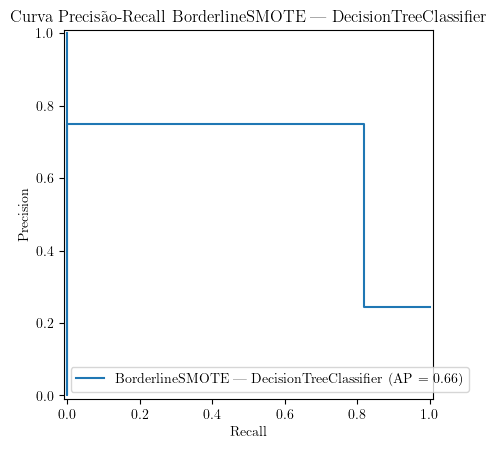 Curva Precisão-Recall BorderlineSMOTE — DecisionTreeClassifier
1.0
0.8
0.6
0.4
0.2
0.0
Precision
BorderlineSMOTE — DecisionTreeClassifier (AP = 0.66)
0.0 0.2 0.4 0.6 0.8 1.0
Recall